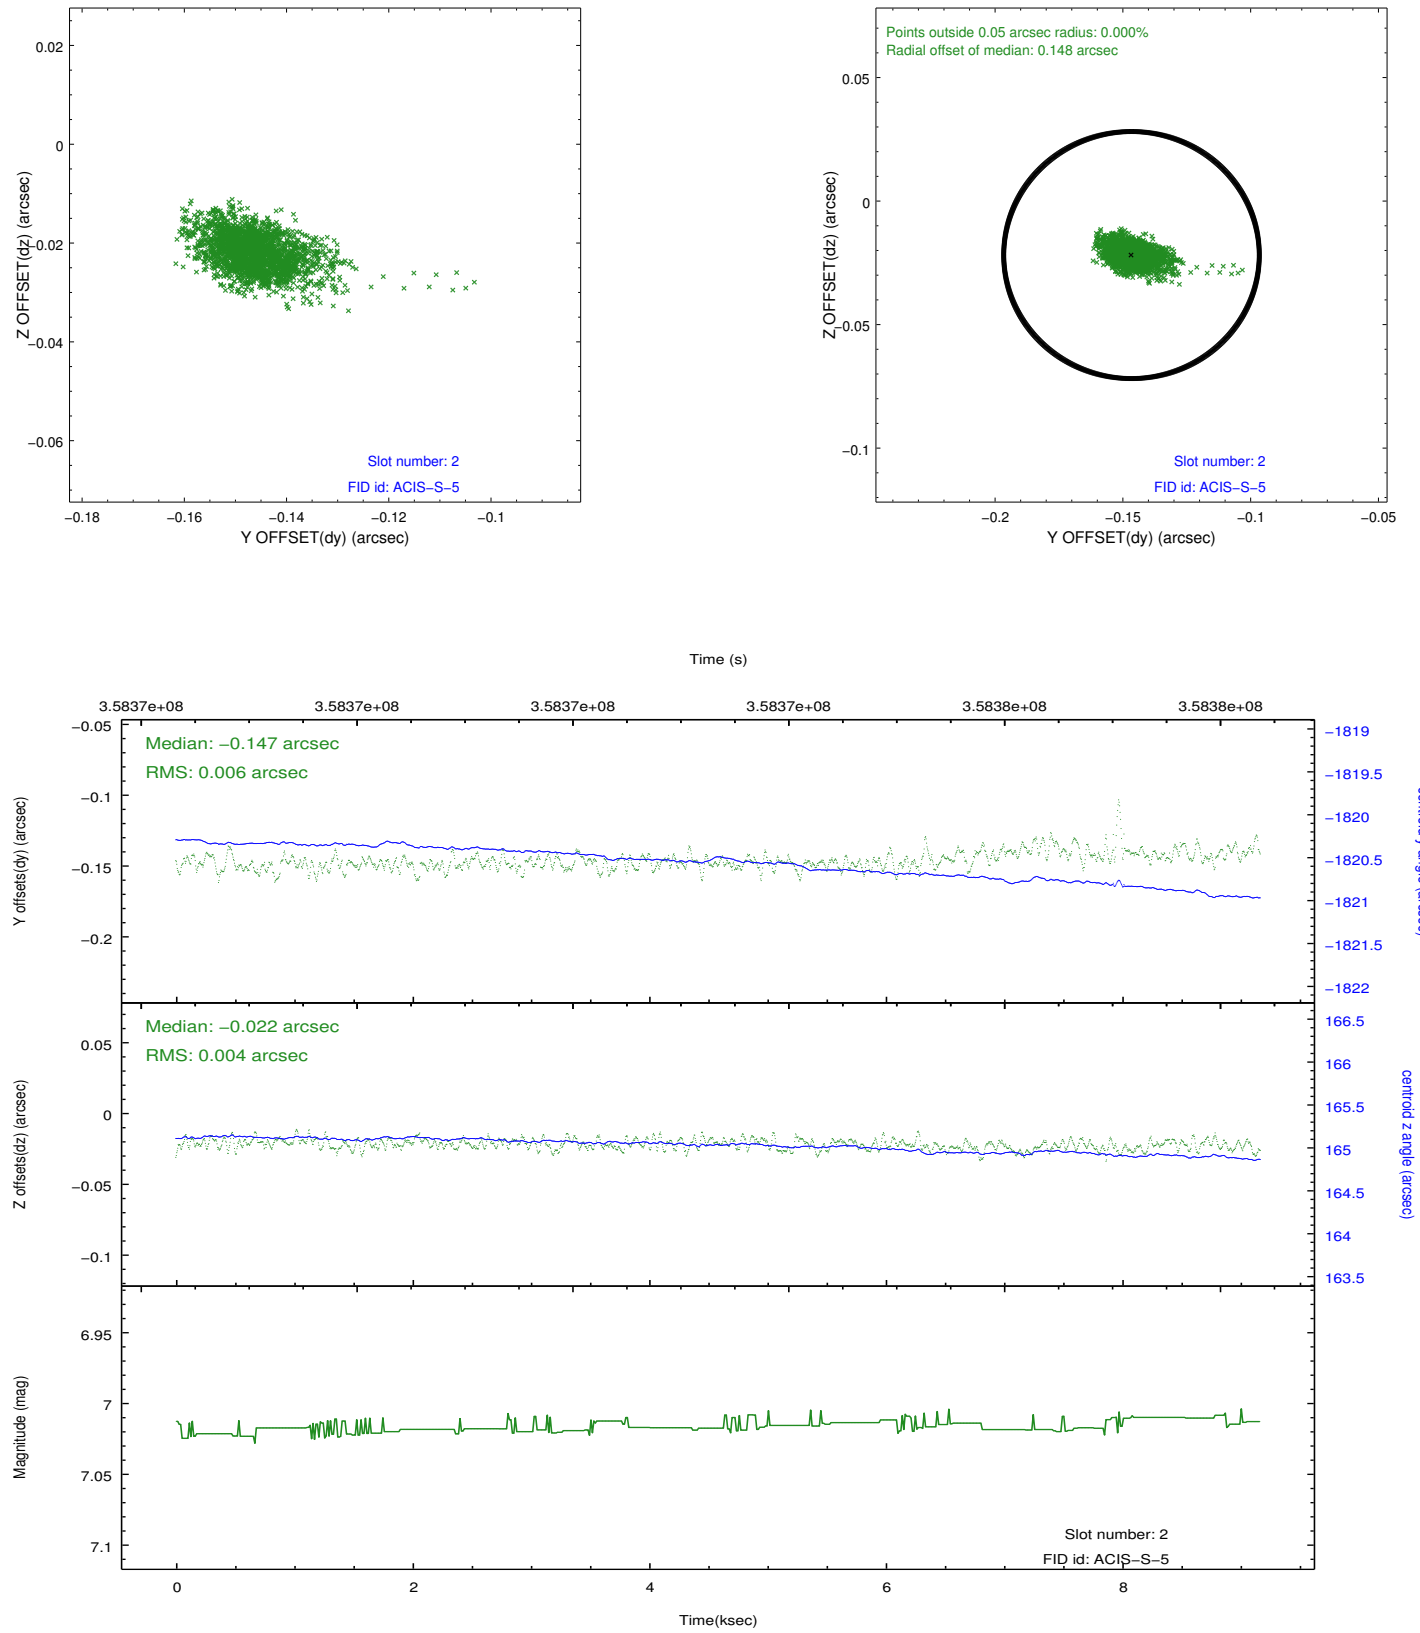 0.02
0
−0.02
−0.04
−0.06
Z OFFSET(dz) (arcsec)
Slot number: 2
FID id: ACIS−S−5
−0.18 −0.16 −0.14 −0.12 −0.1
Y OFFSET(dy) (arcsec)
Points outside 0.05 arcsec radius: 0.000%
Radial offset of median: 0.148 arcsec
0.05
0
−0.05
−0.1
Z OFFSET(dz) (arcsec)
Slot number: 2
FID id: ACIS−S−5
−0.2 −0.15 −0.1 −0.05
Y OFFSET(dy) (arcsec)
Time (s)
3.5837e+08 3.5837e+08 3.5837e+08 3.5837e+08 3.5838e+08 3.5838e+08
Median: −0.147 arcsec
RMS: 0.006 arcsec
−0.05
−0.1
−0.15
−0.2
Y offsets(dy) (arcsec)
−1819
−1819.5
−1820
−1820.5
−1821
−1821.5
−1822
Median: −0.022 arcsec
RMS: 0.004 arcsec
0.05
0
−0.05
−0.1
Z offsets(dz) (arcsec)
166.5
166
165.5
165
164.5
164
163.5
centroid z angle (arcsec)
6.95
7
7.05
7.1
Magnitude (mag)
Slot number: 2
FID id: ACIS−S−5
0 2 4 6 8
Time(ksec)